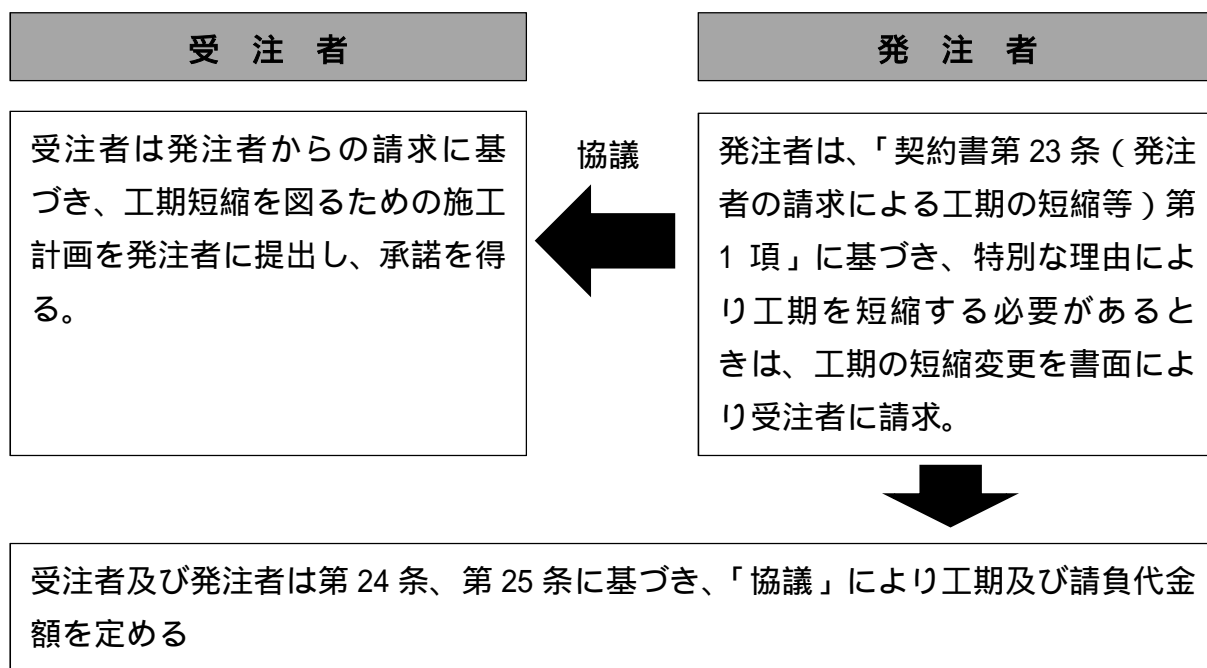 受 注 者
受注者は発注者からの請求に基
づき、工期短縮を図るための施工
計画を発注者に提出し、承諾を得
る。
協議
発 注 者
発注者は、「契約書第 23 条(発注
者の請求による工期の短縮等)第
1 項」に基づき、特別な理由によ
り工期を短縮する必要があると
きは、工期の短縮変更を書面によ
り受注者に請求。
受注者及び発注者は第 24 条、第 25 条に基づき、「協議」により工期及び請負代金
額を定める